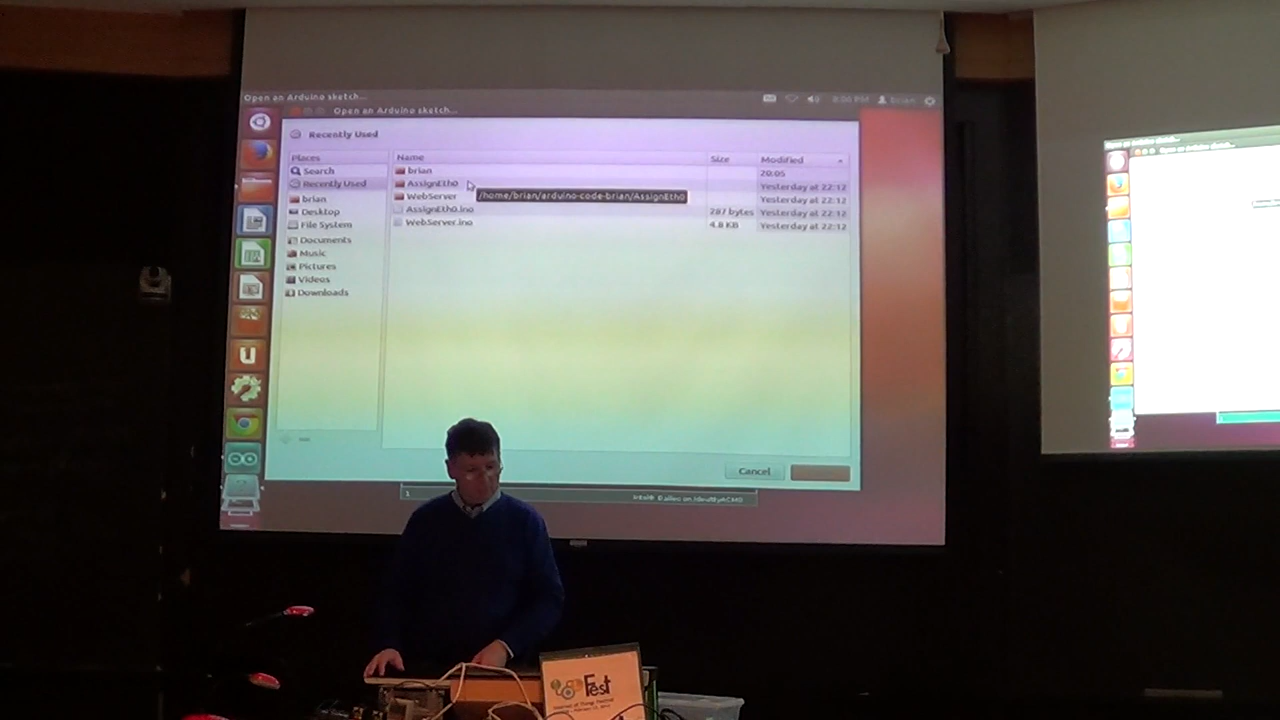 Open an Arduino sketch...
Brian
Open an Arduino sketch...
Recently Used
Places
Name
Size
Modified
Search
brian
20:05
Recently Used
AssignEth0
Yesterday at 22:12
brian
WebServer
/home/brian/arduino-code-brian/AssignEth0
Yesterday at 22:12
Desktop
AssignEth0.ino
287 bytes
Yesterday at 22:12
File System
WebServer.ino
4.8 KB
Yesterday at 22:12
Documents
Music
Pictures
Videos
Downloads
Cancel
1
Fest